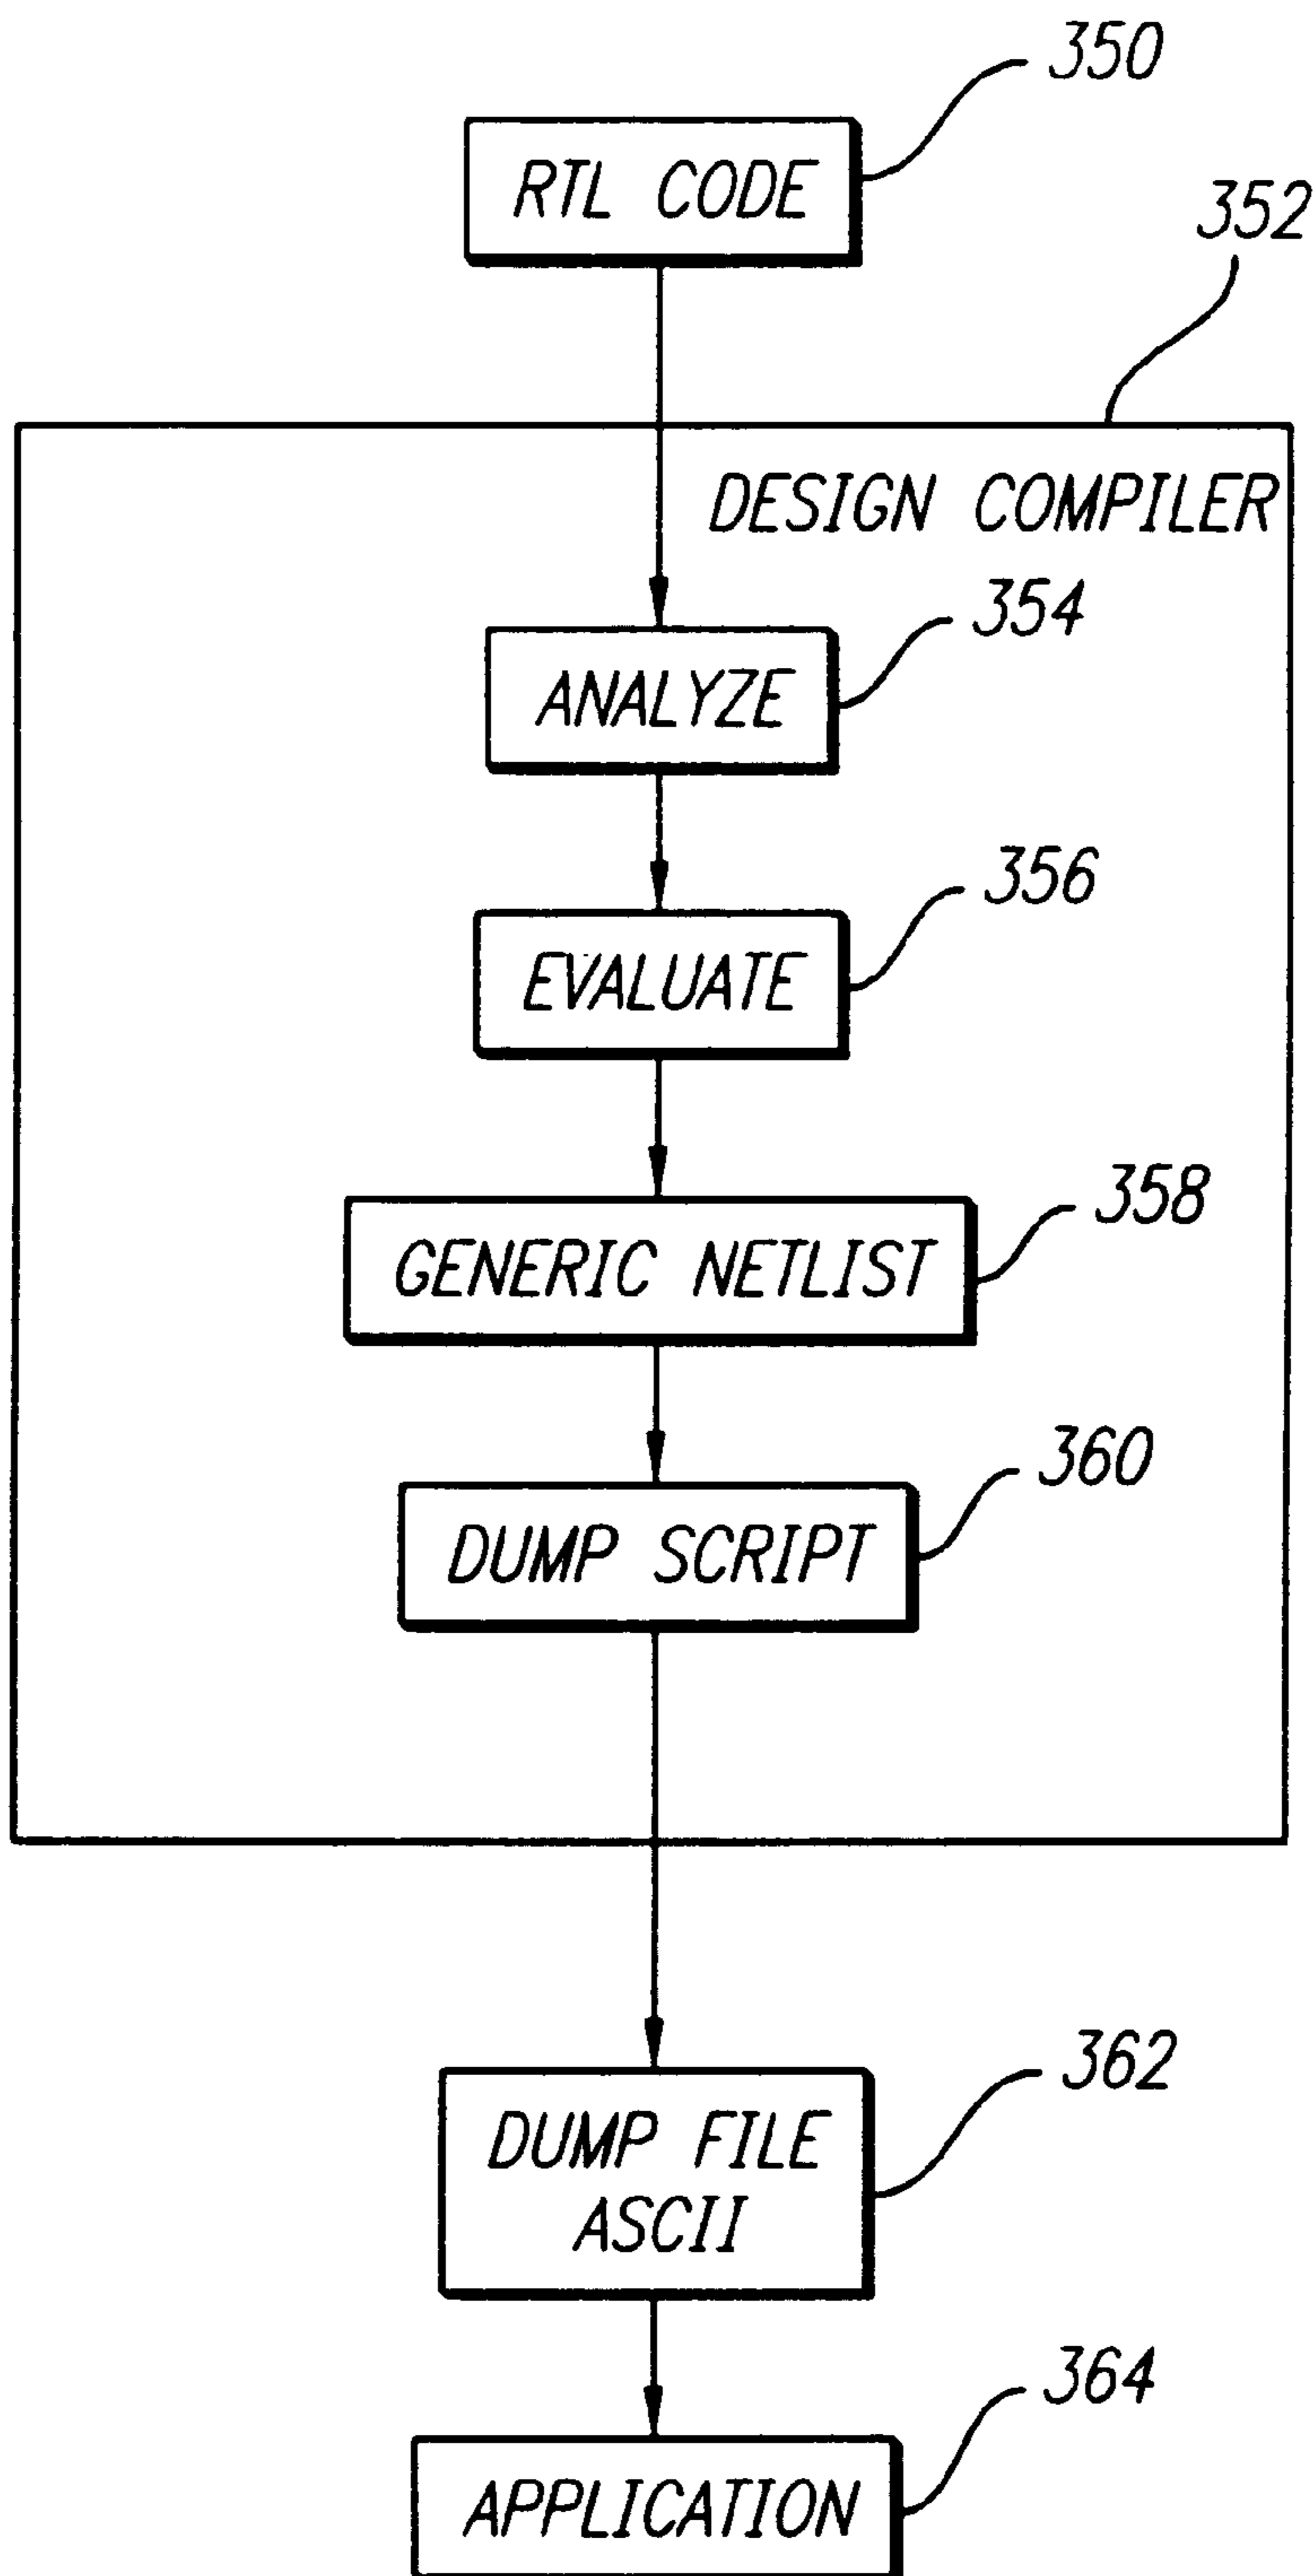 350
RTL CODE
352
DESIGN COMPILER
354
ANALYZE
356
EVALUATE
358
GENERIC NETLIST
360
DUMP SCRIPT
362
DUMP FILE
ASCII
364
APPLICATION